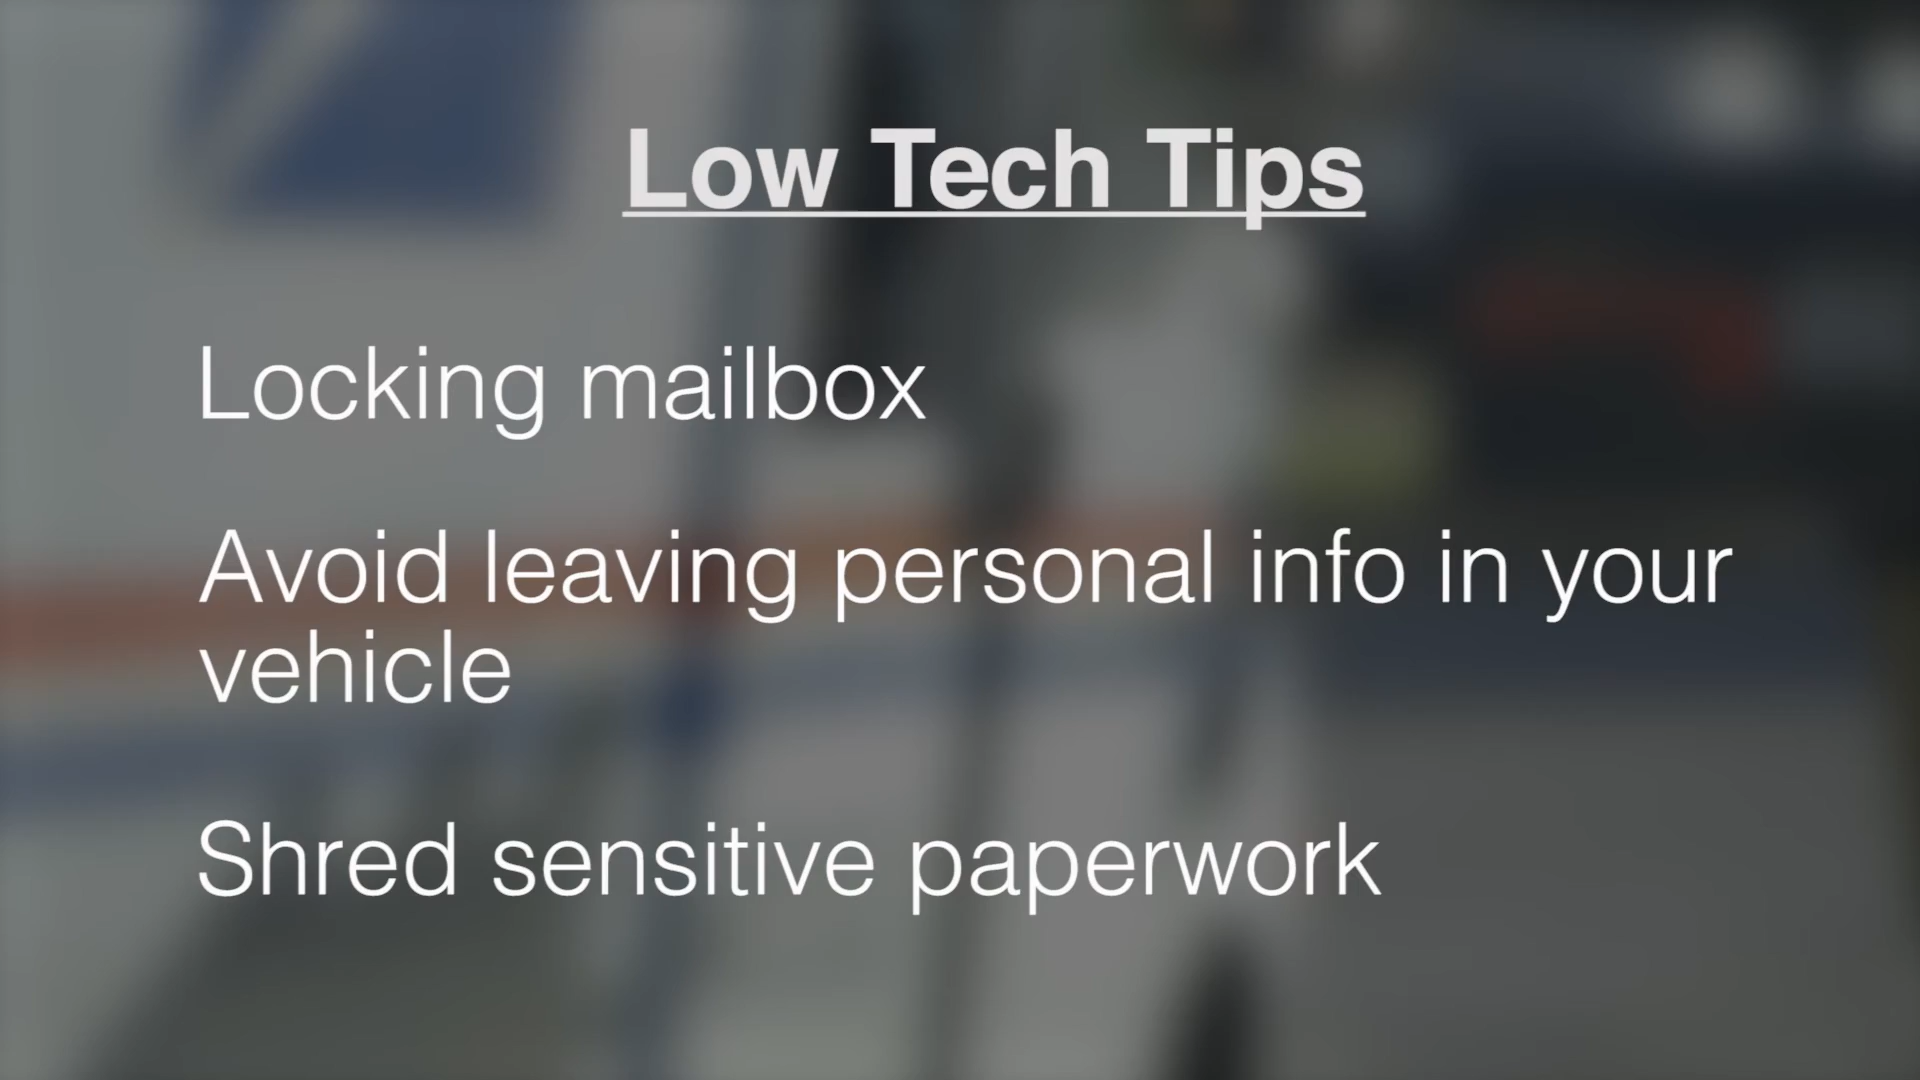 Low Tech Tips
Locking mailbox
Avoid leaving personal info in your
vehicle
Shred sensitive paperwork